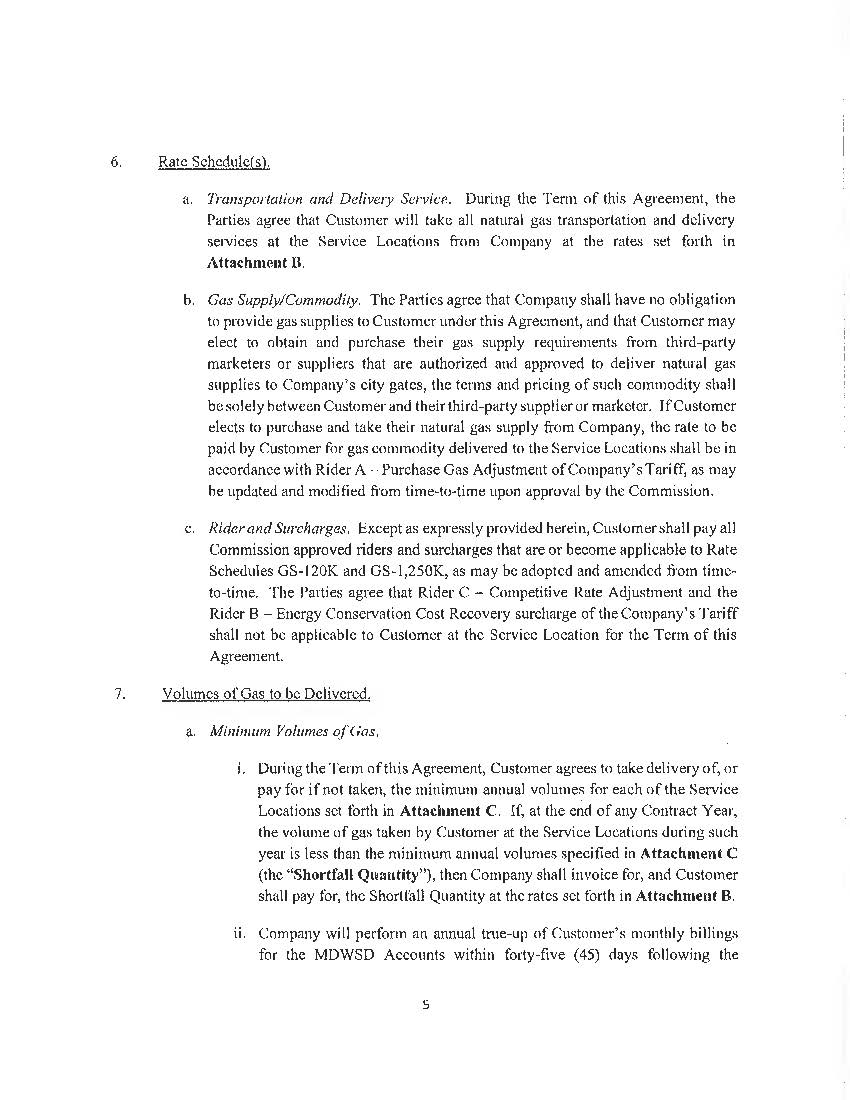 6. Rate Schedule(s).
a. Transportation and Delivery Service. During the Term of this Agreement, the
Parties agree that Customer will take all natural gas transportation and delivery
services at the Service Locations from Company at the rates set forth in
Attachment B.
b. Gas Supply/Commodity. The Parties agree that Company shall have no obligation
to provide gas supplies to Customer under this Agreement, and that Customer may
elect to obtain and purchase their gas supply requirements from third-party
marketers or suppliers that are authorized and approved to deliver natural gas
supplies to Company's city gates, the terms and pricing of such commodity shall
be solely between Customer and their third-party supplier or marketer. If Customer
elects to purchase and take their natural gas supply from Company, the rate to be
paid by Customer for gas commodity delivered to the Service Locations shall be in
accordance with Rider A – Purchase Gas Adjustment of Company's Tariff, as may
be updated and modified from time-to-time upon approval by the Commission.
c. Rider and Surcharges. Except as expressly provided herein, Customer shall pay all
Commission approved riders and surcharges that are or become applicable to Rate
Schedules GS-120K and GS-1,250K, as may be adopted and amended from time-
to-time. The Parties agree that Rider C – Competitive Rate Adjustment and the
Rider B – Energy Conservation Cost Recovery surcharge of the Company's Tariff
shall not be applicable to Customer at the Service Location for the Term of this
Agreement.
7. Volumes of Gas to be Delivered.
a. Minimum Volumes of Gas.
i. During the Term of this Agreement, Customer agrees to take delivery of, or
pay for if not taken, the minimum annual volumes for each of the Service
Locations set forth in Attachment C. If, at the end of any Contract Year,
the volume of gas taken by Customer at the Service Locations during such
year is less than the minimum annual volumes specified in Attachment C
(the "Shortfall Quantity"), then Company shall invoice for, and Customer
shall pay for, the Shortfall Quantity at the rates set forth in Attachment B.
ii. Company will perform an annual true-up of Customer's monthly billings
for the MDWSD Accounts within forty-five (45) days following the
5